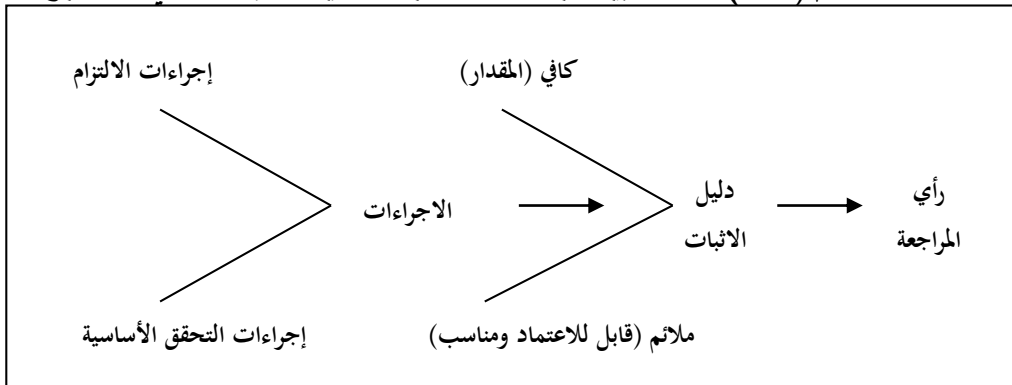 إجراءات الالتزام
كافي (المقدار)
الاجراءات
دليل
الاثبات
رأي
المراجعة
إجراءات التحقق الأساسية
ملائم (قابل للاعتماد ومناسب)